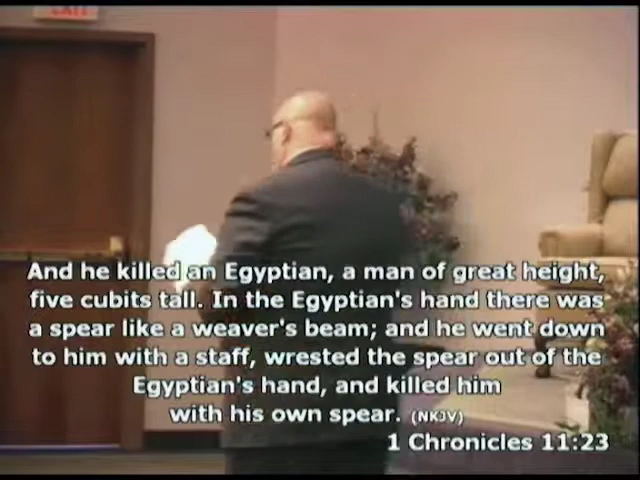 EXIT
And he killed an Egyptian, a man of great height,
five cubits tall. In the Egyptian's hand there was
a spear like a weaver's beam; and he went down
to him with a staff, wrested the spear out of the
Egyptian's hand, and killed him
with his own spear. (NKJV)
1 Chronicles 11:23